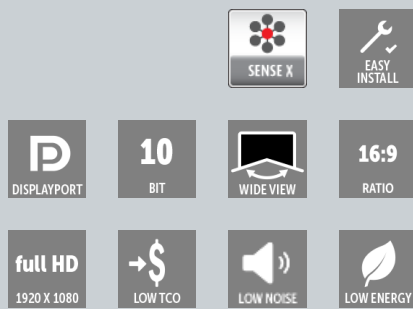 SENSE X
EASY
INSTALL
DISPLAYPORT
10
BIT
WIDE VIEW
16:9
RATIO
full HD
1920 X 1080
$
LOW TCO
LOW NOISE
LOW ENERGY